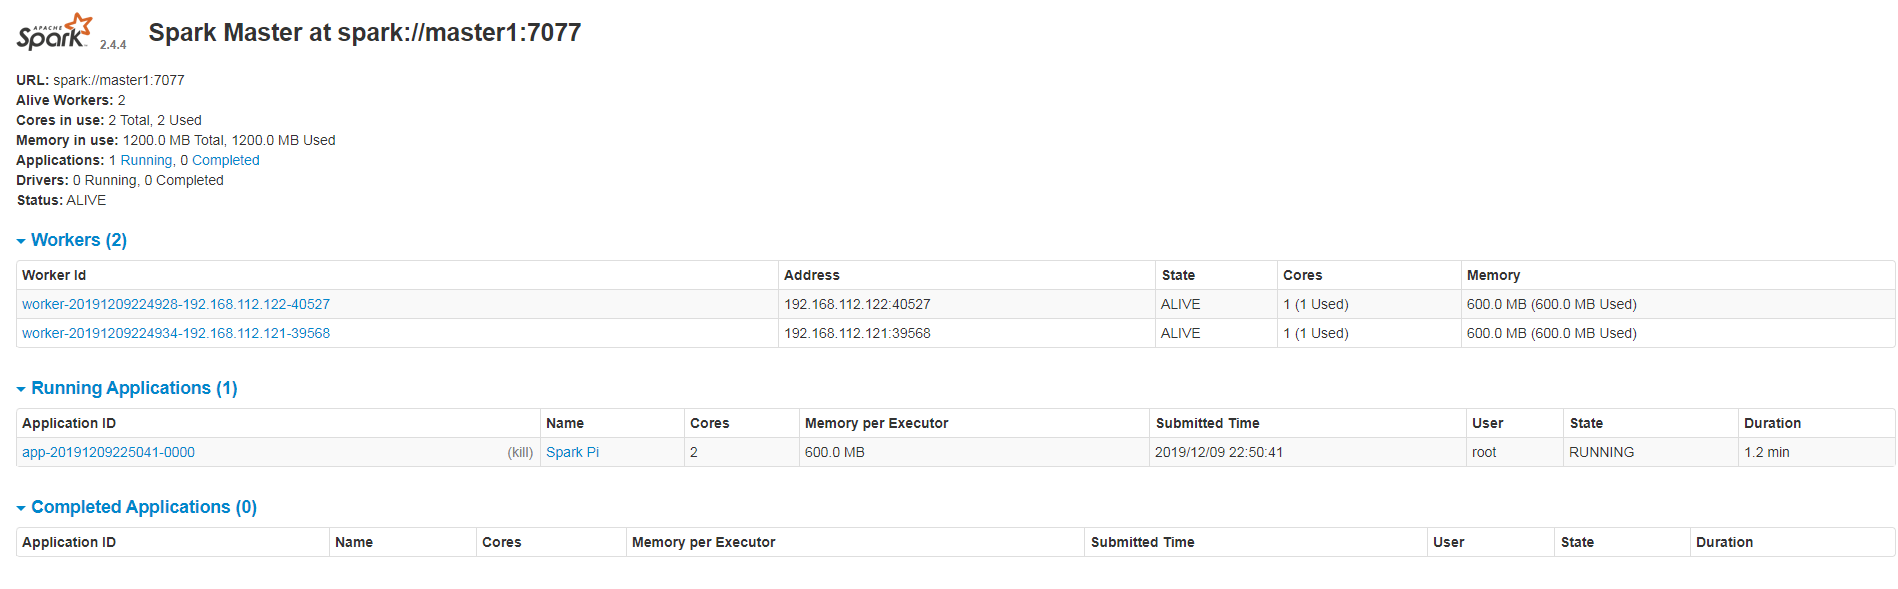 APACHE
Spark 2.4.4 Spark Master at spark://master1:7077
URL: spark://master1:7077
Alive Workers: 2
Cores in use: 2 Total, 2 Used
Memory in use: 1200.0 MB Total, 1200.0 MB Used
Applications: 1 Running, 0 Completed
Drivers: 0 Running, 0 Completed
Status: ALIVE
Workers (2)
Worker Id Address State Cores Memory
worker-20191209224928-192.168.112.122-40527 192.168.112.122:40527 ALIVE 1 (1 Used) 600.0 MB (600.0 MB Used)
worker-20191209224934-192.168.112.121-39568 192.168.112.121:39568 ALIVE 1 (1 Used) 600.0 MB (600.0 MB Used)
Running Applications (1)
Application ID Name Cores Memory per Executor Submitted Time User State Duration
app-20191209225041-0000 (kill) Spark Pi 2 600.0 MB 2019/12/09 22:50:41 root RUNNING 1.2 min
Completed Applications (0)
Application ID Name Cores Memory per Executor Submitted Time User State Duration